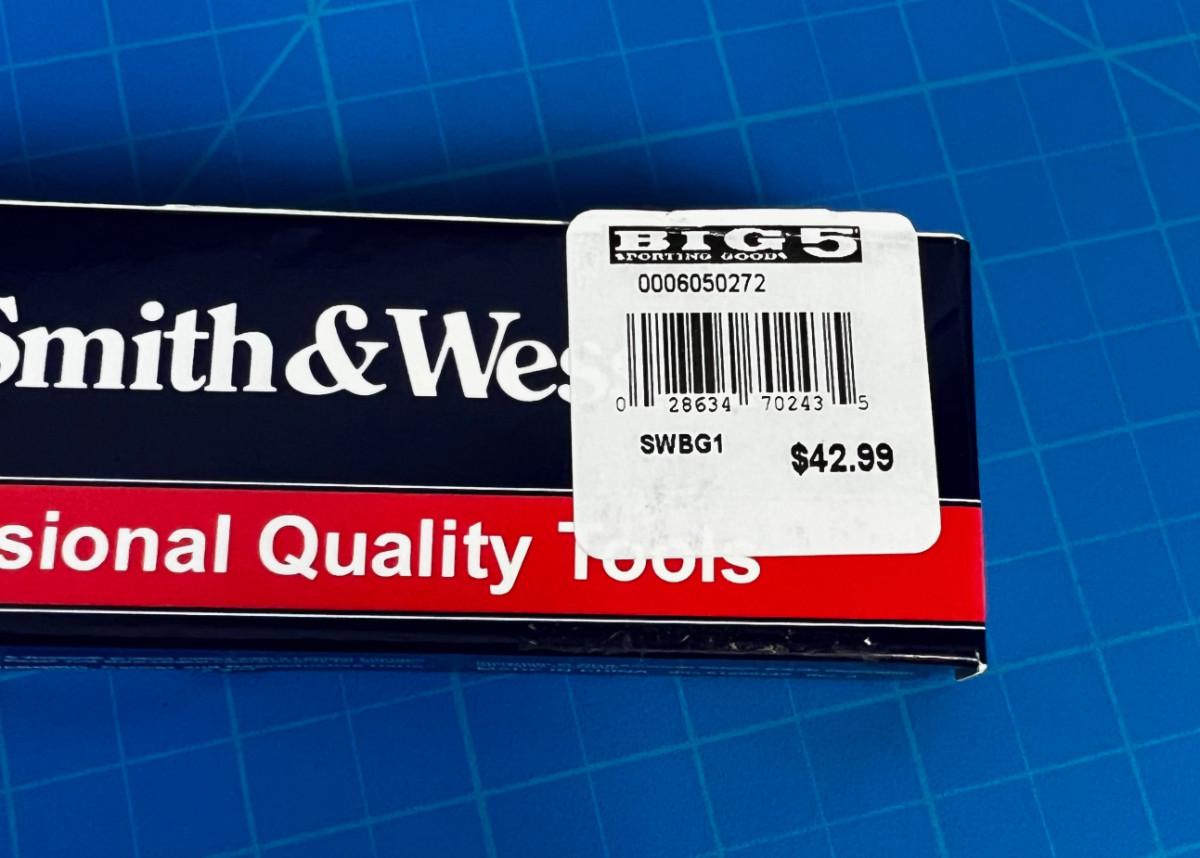 BIG 5
SPORTING GOODS
0006050272
Smith&Wes
0 28634 70243 5
SWBG1
$42.99
sional Quality Tools